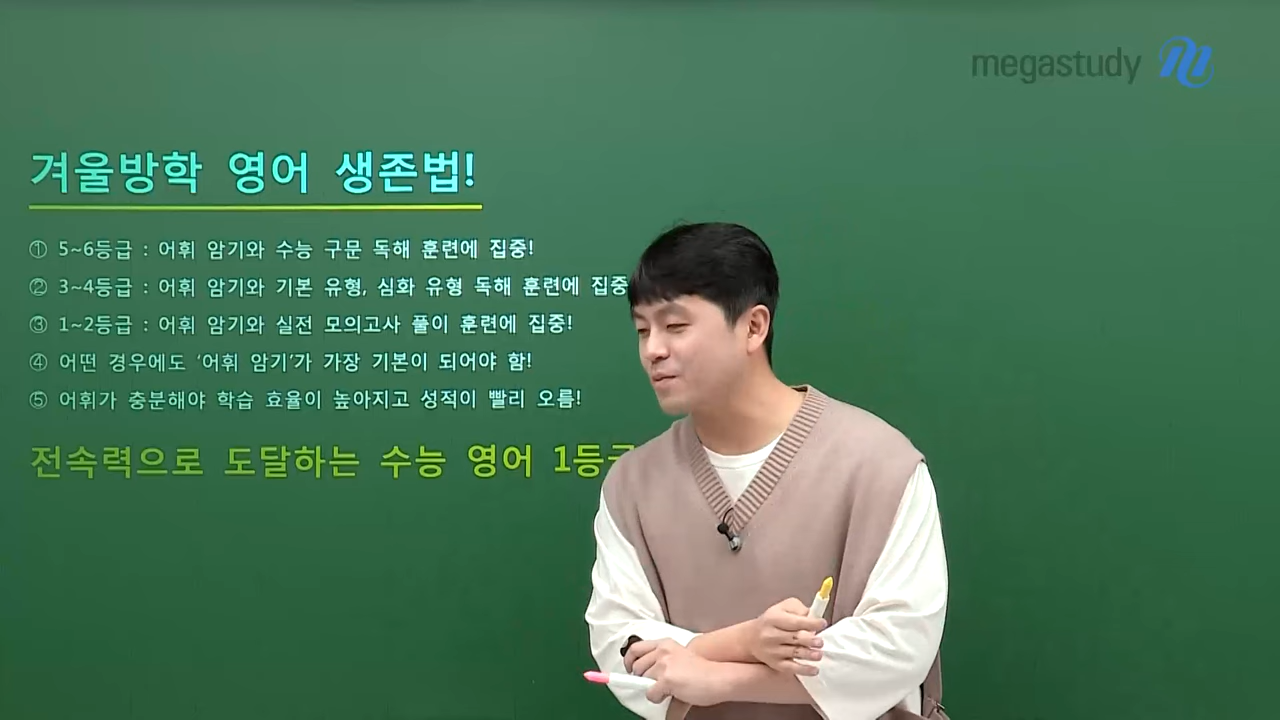 megastudy
겨울방학 영어 생존법!
① 5~6등급 : 어휘 암기와 수능 구문 독해 훈련에 집중!
② 3~4등급 : 어휘 암기와 기본 유형, 심화 유형 독해 훈련에 집중
③ 1~2등급 : 어휘 암기와 실전 모의고사 풀이 훈련에 집중!
④ 어떤 경우에도 '어휘 암기'가 가장 기본이 되어야 함!
⑤ 어휘가 충분해야 학습 효율이 높아지고 성적이 빨리 오름!
전속력으로 도달하는 수능 영어